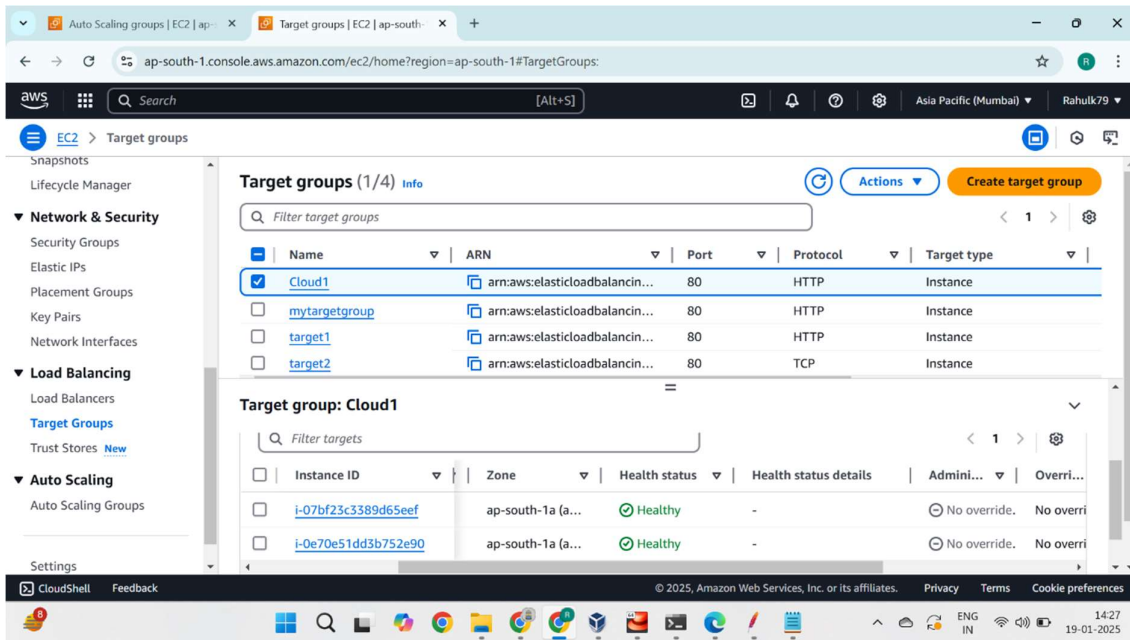 Auto Scaling groups | EC2 | ap-s
Target groups | EC2 | ap-south-
ap-south-1.console.aws.amazon.com/ec2/home?region=ap-south-1#TargetGroups:
R
aws
Search [Alt+S]
Asia Pacific (Mumbai)
Rahulk79
EC2 > Target groups
Snapshots
Lifecycle Manager
Network & Security
Security Groups
Elastic IPs
Placement Groups
Key Pairs
Network Interfaces
Load Balancing
Load Balancers
Target Groups
Trust Stores New
Auto Scaling
Auto Scaling Groups
Settings
Target groups (1/4) Info
Actions
Create target group
Filter target groups
1
Name ARN Port Protocol Target type
Cloud1 arn:aws:elasticloadbalancin... 80 HTTP Instance
mytargetgroup arn:aws:elasticloadbalancin... 80 HTTP Instance
target1 arn:aws:elasticloadbalancin... 80 HTTP Instance
target2 arn:aws:elasticloadbalancin... 80 TCP Instance
Target group: Cloud1
Filter targets
1
Instance ID Zone Health status Health status details Admini... Overri...
i-07bf23c3389d65eef ap-south-1a (a... Healthy - No override. No overri
i-0e70e51dd3b752e90 ap-south-1a (a... Healthy - No override. No overri
CloudShell Feedback © 2025, Amazon Web Services, Inc. or its affiliates. Privacy Terms Cookie preferences
8
R
ENG
IN
14:27
19-01-2025